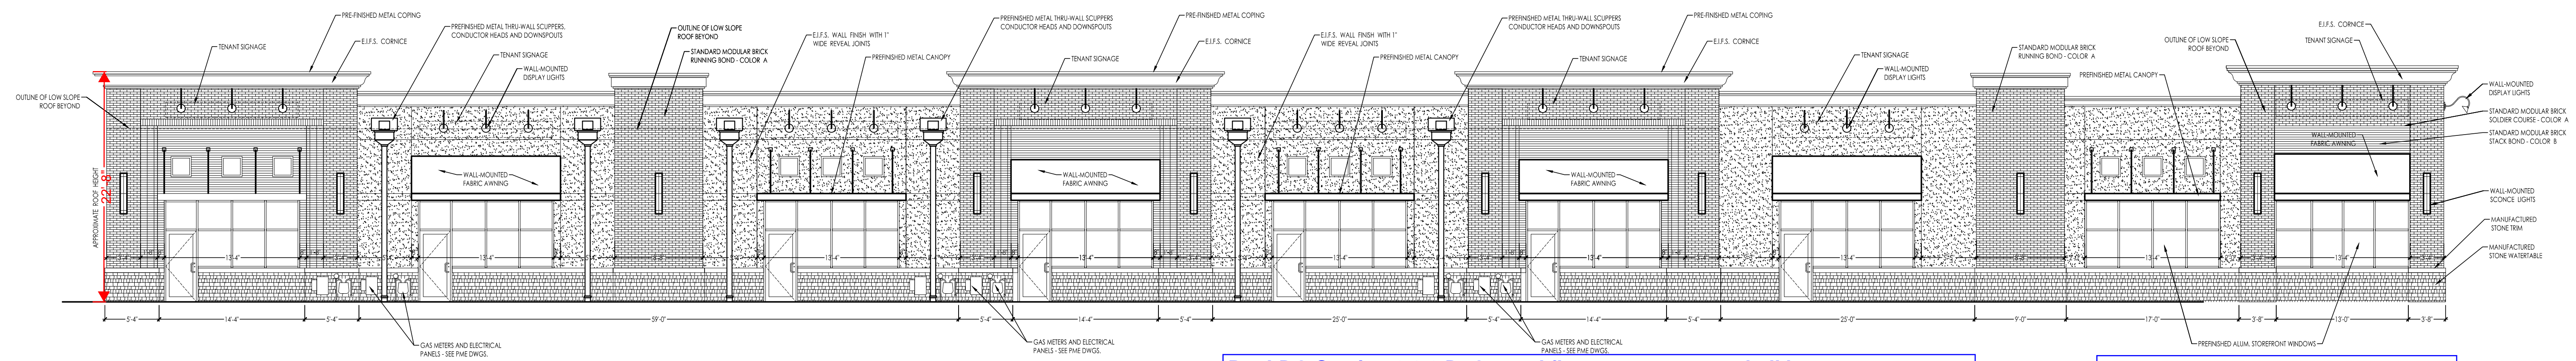 PRE-FINISHED METAL COPING
PREFINISHED METAL THRU-WALL SCUPPERS,
CONDUCTOR HEADS AND DOWNSPOUTS
TENANT SIGNAGE
E.I.F.S. CORNICE
TENANT SIGNAGE
WALL-MOUNTED
DISPLAY LIGHTS
OUTLINE OF LOW SLOPE
ROOF BEYOND
OUTLINE OF LOW SLOPE
ROOF BEYOND
STANDARD MODULAR BRICK
RUNNING BOND - COLOR A
E.I.F.S. WALL FINISH WITH 1"
WIDE REVEAL JOINTS
PREFINISHED METAL CANOPY
PREFINISHED METAL THRU-WALL SCUPPERS
CONDUCTOR HEADS AND DOWNSPOUTS
PRE-FINISHED METAL COPING
E.I.F.S. CORNICE
TENANT SIGNAGE
E.I.F.S. WALL FINISH WITH 1"
WIDE REVEAL JOINTS
PREFINISHED METAL CANOPY
PREFINISHED METAL THRU-WALL SCUPPERS
CONDUCTOR HEADS AND DOWNSPOUTS
PRE-FINISHED METAL COPING
E.I.F.S. CORNICE
TENANT SIGNAGE
TENANT SIGNAGE
WALL-MOUNTED
DISPLAY LIGHTS
STANDARD MODULAR BRICK
RUNNING BOND - COLOR A
PREFINISHED METAL CANOPY
OUTLINE OF LOW SLOPE
ROOF BEYOND
E.I.F.S. CORNICE
TENANT SIGNAGE
WALL-MOUNTED
DISPLAY LIGHTS
STANDARD MODULAR BRICK
SOLDIER COURSE - COLOR A
STANDARD MODULAR BRICK
STACK BOND - COLOR B
WALL-MOUNTED
FABRIC AWNING
WALL-MOUNTED
SCONCE LIGHTS
MANUFACTURED
STONE TRIM
MANUFACTURED
STONE WATERTABLE
APPROXIMATE ROOF HEIGHT
22'-8"
WALL-MOUNTED
FABRIC AWNING
WALL-MOUNTED
FABRIC AWNING
WALL-MOUNTED
FABRIC AWNING
13'-4"
13'-4"
13'-4"
13'-4"
13'-4"
13'-4"
13'-4"
13'-4"
13'-4"
5'-4"
14'-4"
5'-4"
59'-0"
5'-4"
14'-4"
5'-4"
25'-0"
5'-4"
14'-4"
5'-4"
25'-0"
9'-0"
17'-0"
3'-8"
13'-0"
3'-8"
GAS METERS AND ELECTRICAL
PANELS - SEE PME DWGS.
GAS METERS AND ELECTRICAL
PANELS - SEE PME DWGS.
GAS METERS AND ELECTRICAL
PANELS - SEE PME DWGS.
PREFINISHED ALUM. STOREFRONT WINDOWS